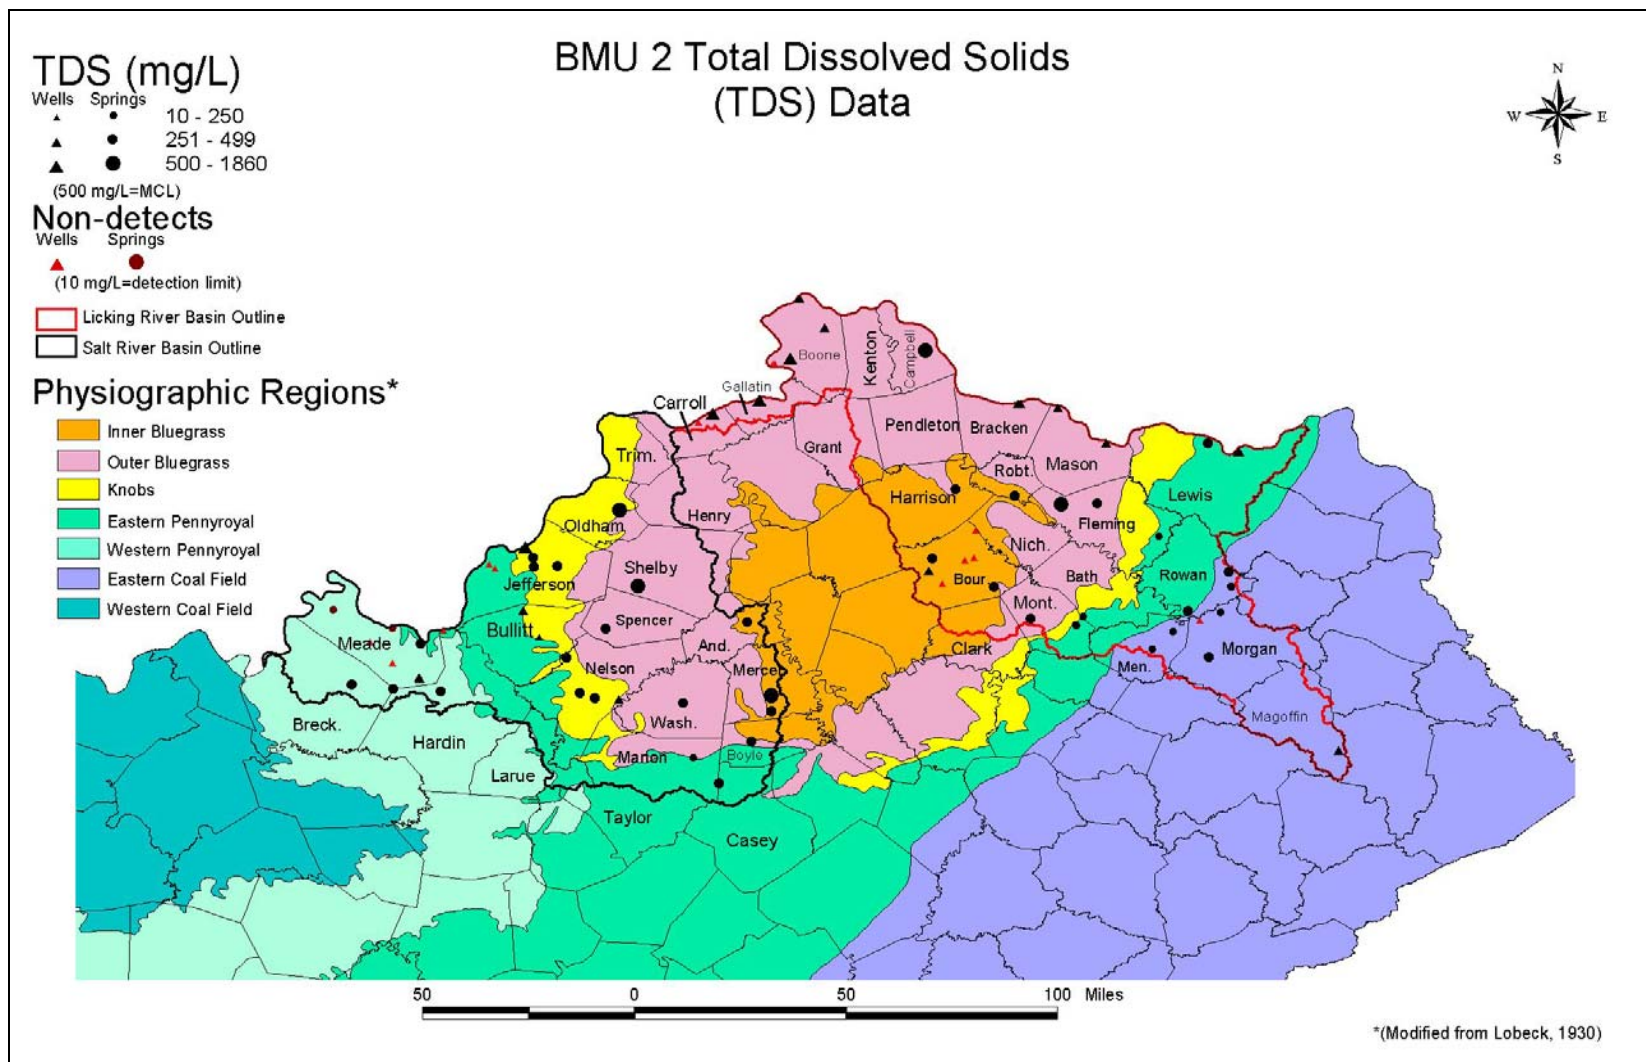 BMU 2 Total Dissolved Solids
(TDS) Data
TDS (mg/L)
Wells Springs
10 - 250
251 - 499
500 - 1860
(500 mg/L=MCL)
Non-detects
Wells Springs
(10 mg/L=detection limit)
Licking River Basin Outline
Salt River Basin Outline
Physiographic Regions*
Inner Bluegrass
Outer Bluegrass
Knobs
Eastern Pennyroyal
Western Pennyroyal
Eastern Coal Field
Western Coal Field
N
W E
S
Boone
Kenton
Campbell
Gallatin
Carroll
Grant
Pendleton
Bracken
Trim.
Robt.
Mason
Harrison
Lewis
Henry
Oldham
Fleming
Nich.
Shelby
Jefferson
Bour
Bath
Rowan
Mont.
Spencer
Bullitt
Meade
And.
Clark
Morgan
Nelson
Mercer
Men.
Breck.
Wash.
Magoffin
Hardin
Marion
Boyle
Larue
Taylor
Casey
50 0 50 100 Miles
*(Modified from Lobeck, 1930)